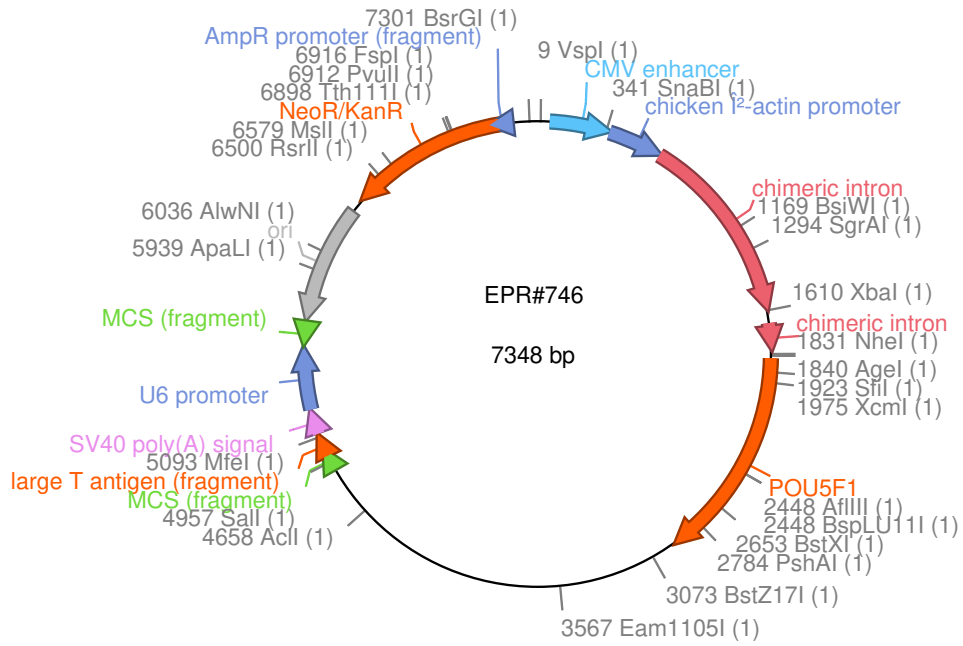 7301 BsrGI (1)
AmpR promoter (fragment)
6916 FspI (1)
6912 PvuII (1)
6898 Tth111I (1)
NeoR/KanR
6579 MslI (1)
6500 RsrII (1)
9 VspI (1)
CMV enhancer
341 SnaBI (1)
chicken Î²-actin promoter
chimeric intron
1169 BsiWI (1)
1294 SgrAI (1)
6036 AlwNI (1)
ori
5939 ApaLI (1)
EPR#746
7348 bp
1610 XbaI (1)
chimeric intron
1831 NheI (1)
1840 AgeI (1)
1923 SfiI (1)
1975 XcmI (1)
MCS (fragment)
U6 promoter
SV40 poly(A) signal
5093 MfeI (1)
large T antigen (fragment)
MCS (fragment)
4957 SalI (1)
4658 AclI (1)
POU5F1
2448 AflIII (1)
2448 BspLU11I (1)
2653 BstXI (1)
2784 PshAI (1)
3073 BstZ17I (1)
3567 Eam1105I (1)